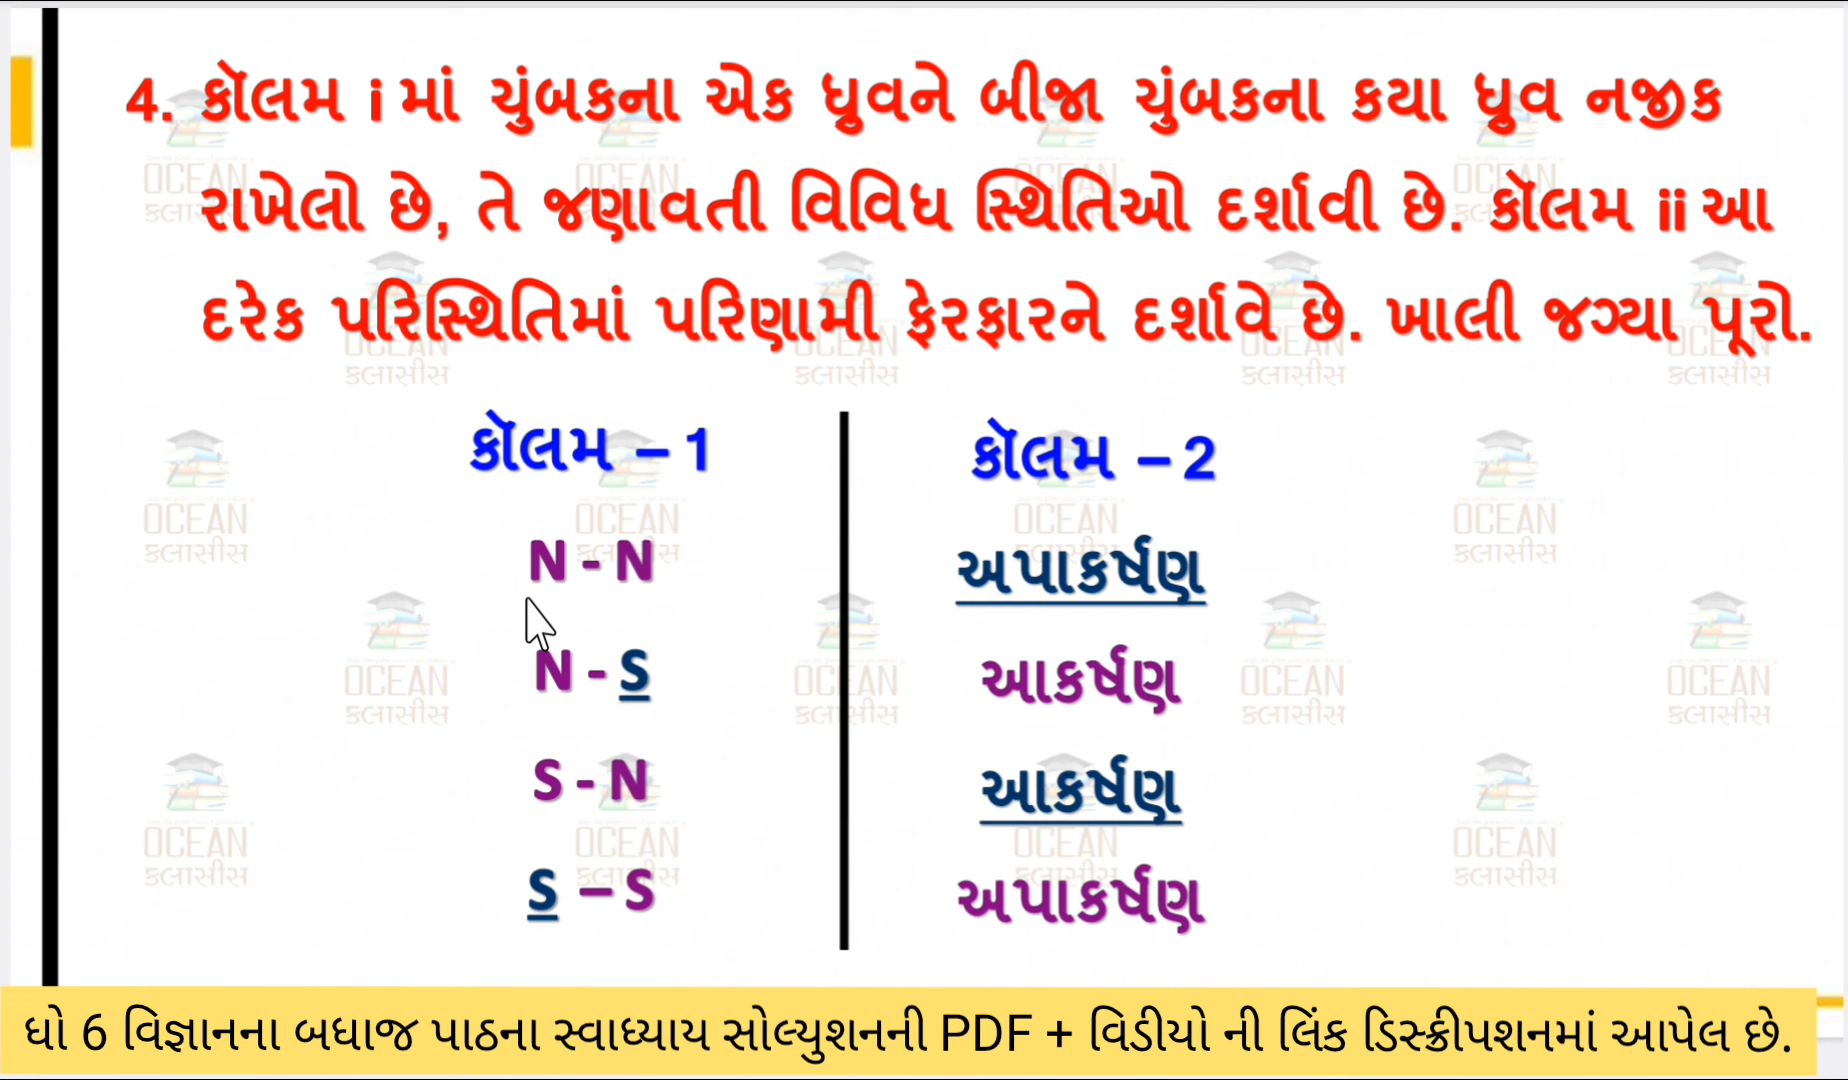 4. કૉલમ i માં ચુંબકના એક ધ્રુવને બીજા ચુંબકના કયા ધ્રુવ નજીક
રાખેલો છે, તે જણાવતી વિવિધ સ્થિતિઓ દર્શાવી છે. કૉલમ ii આ
દરેક પરિસ્થિતિમાં પરિણામી ફેરફારને દર્શાવે છે. ખાલી જગ્યા પૂરો.
કૉલમ – 1
કૉલમ – 2
N - N
અપાકર્ષણ
N - S
આકર્ષણ
S - N
આકર્ષણ
S – S
અપાકર્ષણ
OCEAN
ક્લાસીસ
ધો 6 વિજ્ઞાનના બધાજ પાઠના સ્વાધ્યાય સોલ્યુશનની PDF + વિડીયો ની લિંક ડિસ્ક્રીપશનમાં આપેલ છે.